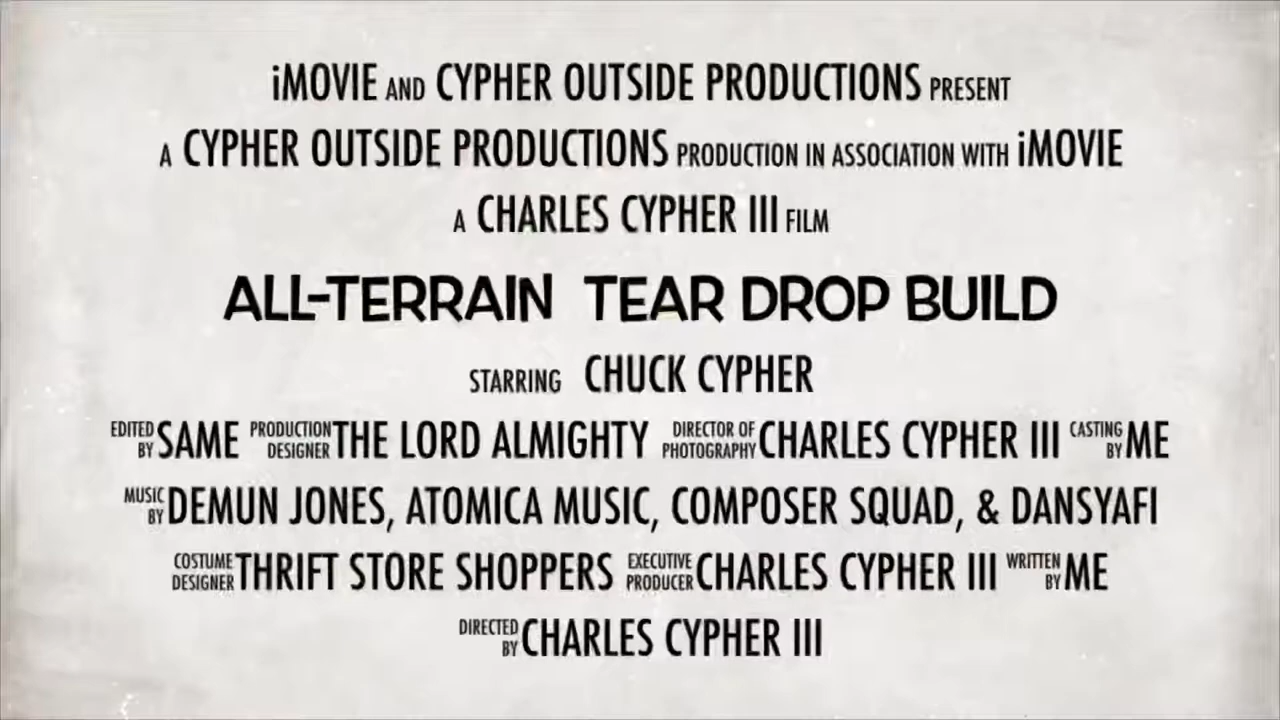 iMOVIE AND CYPHER OUTSIDE PRODUCTIONS PRESENT
A CYPHER OUTSIDE PRODUCTIONS PRODUCTION IN ASSOCIATION WITH iMOVIE
A CHARLES CYPHER III FILM
ALL-TERRAIN TEAR DROP BUILD
STARRING CHUCK CYPHER
EDITED BY SAME PRODUCTION DESIGNER THE LORD ALMIGHTY DIRECTOR OF PHOTOGRAPHY CHARLES CYPHER III CASTING BY ME
MUSIC BY DEMUN JONES, ATOMICA MUSIC, COMPOSER SQUAD, & DANSYAFI
COSTUME DESIGNER THRIFT STORE SHOPPERS EXECUTIVE PRODUCER CHARLES CYPHER III WRITTEN BY ME
DIRECTED BY CHARLES CYPHER III